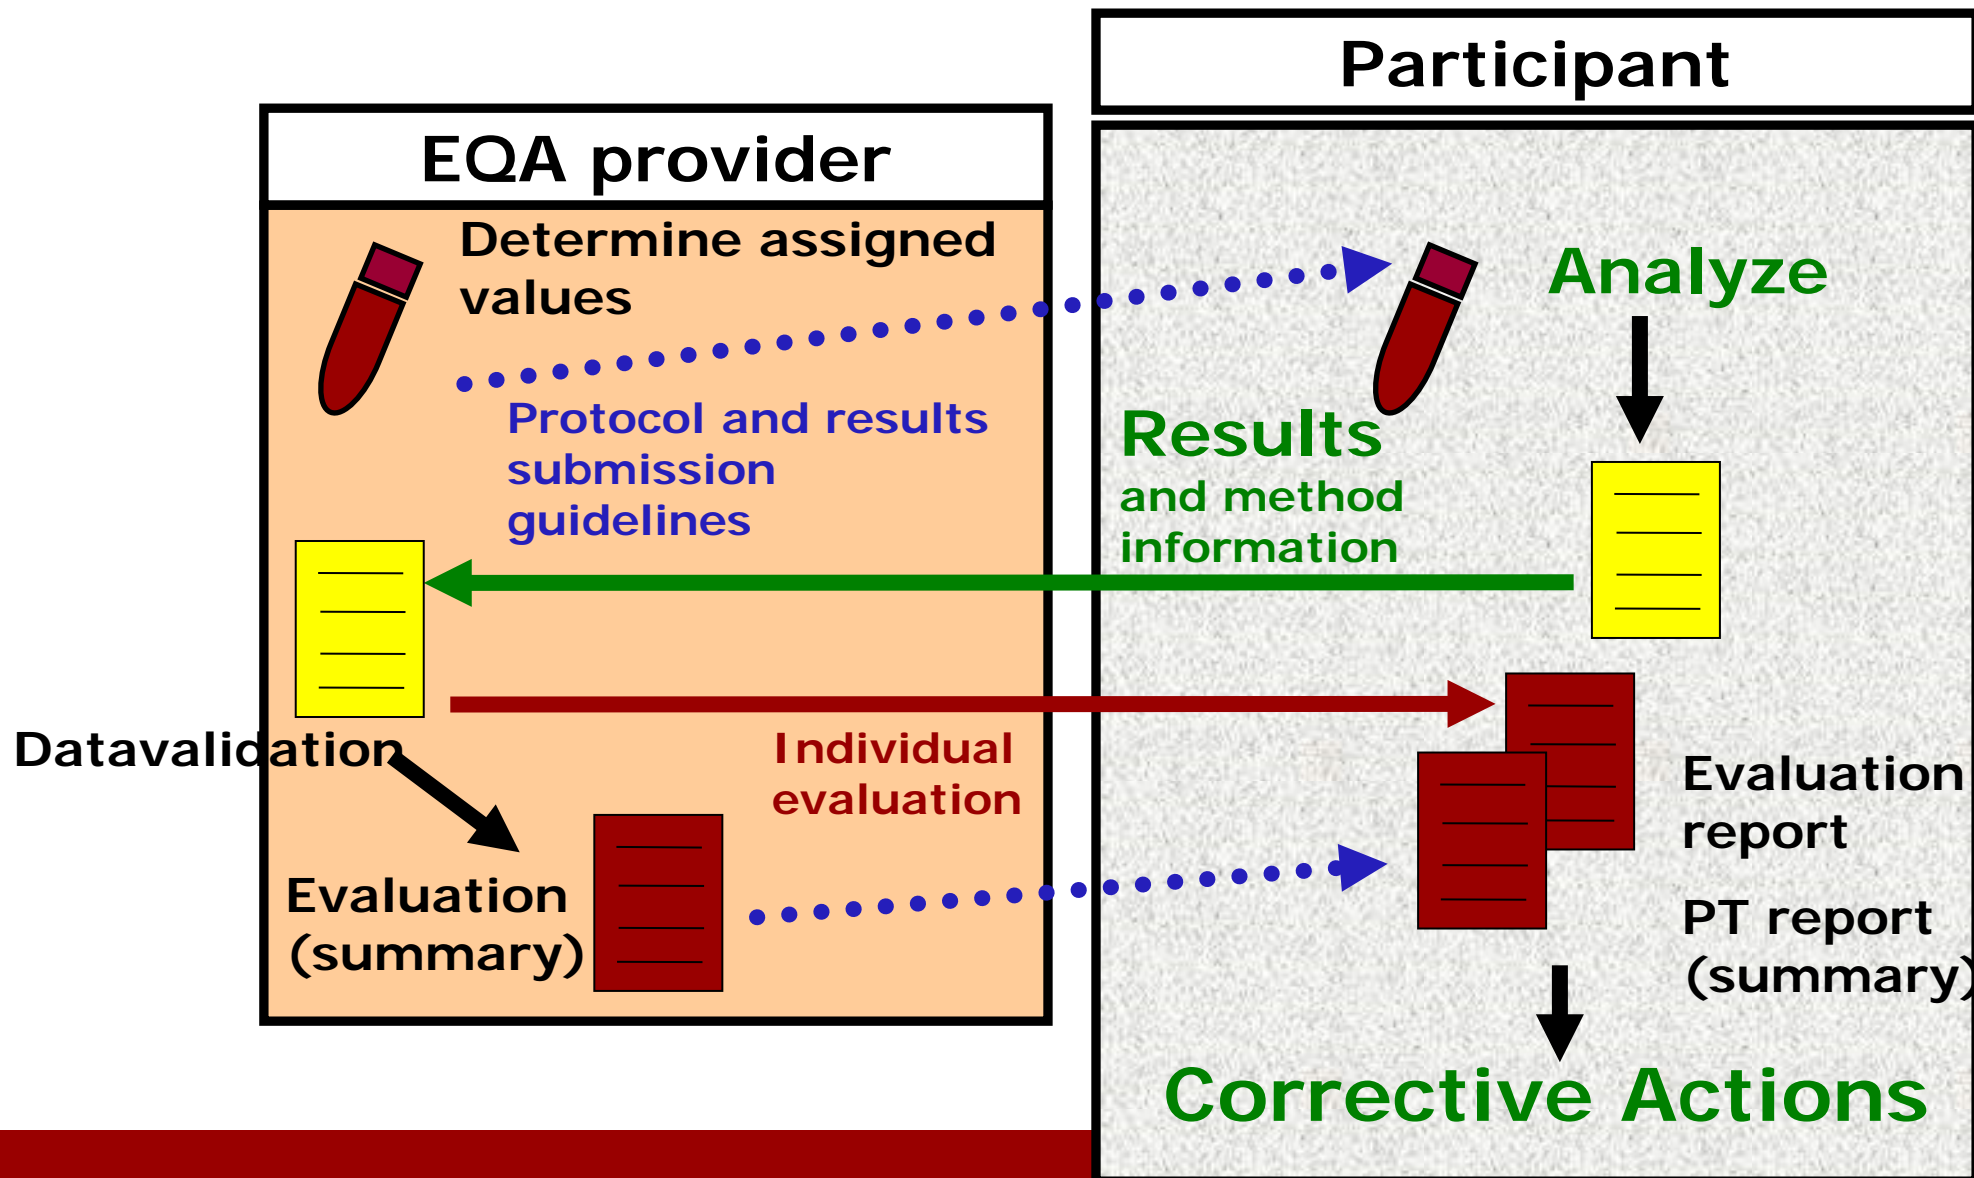 Participant
EQA provider
Determine assigned
values
Analyze
Protocol and results
submission
guidelines
Results
and method
information
Datavalidation
Individual
evaluation
Evaluation
report
Evaluation
(summary)
PT report
(summary)
Corrective Actions